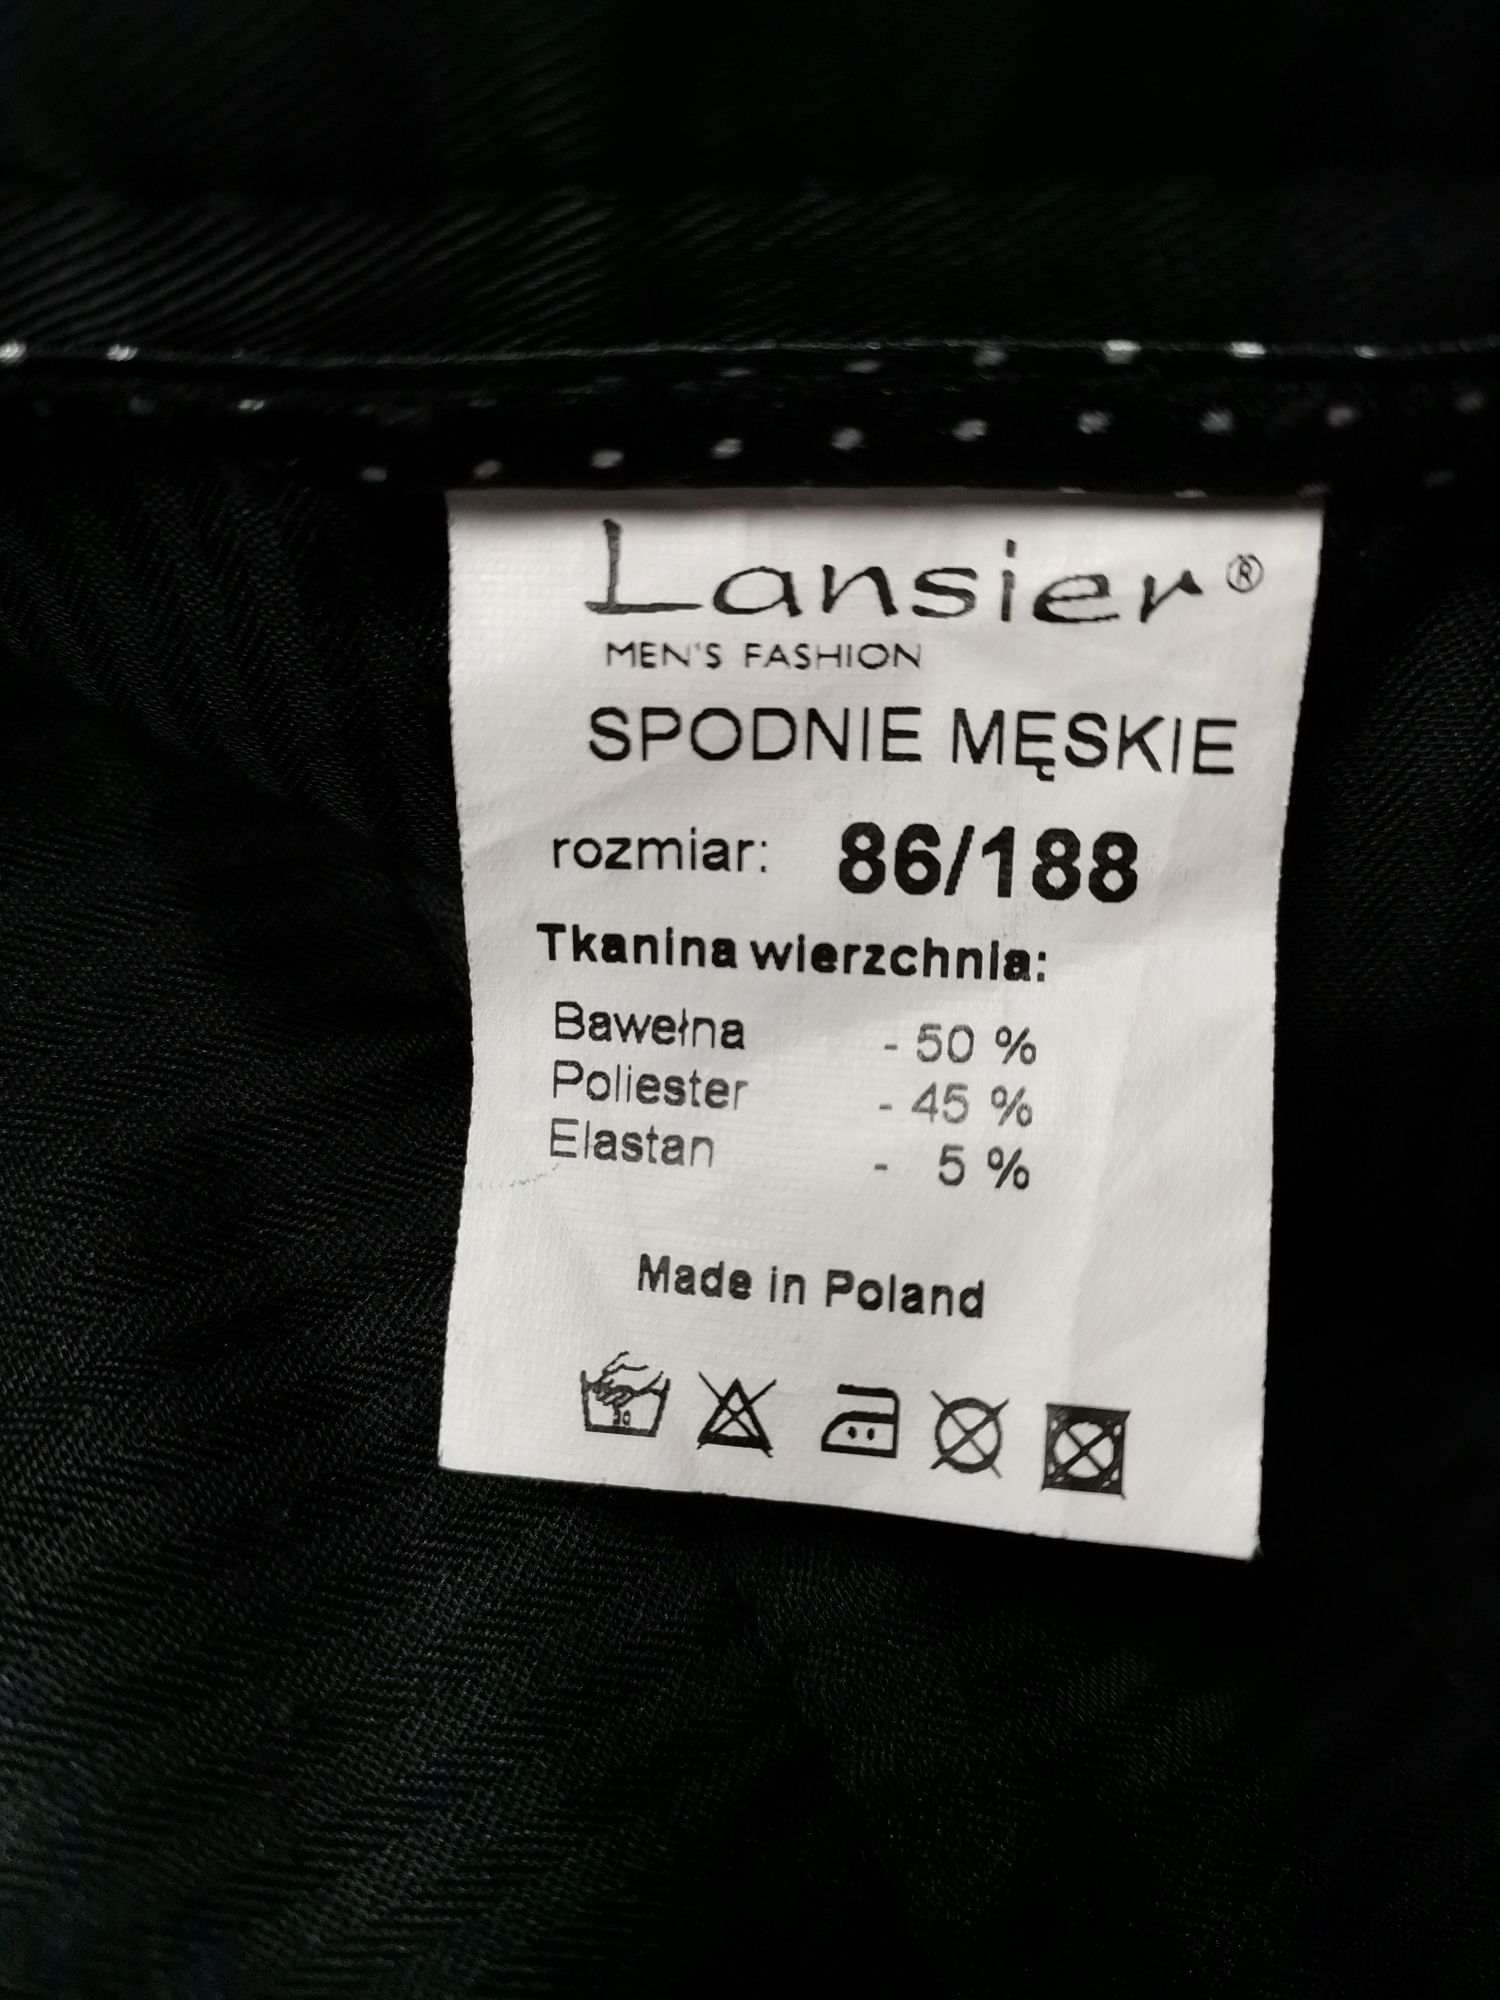 Lansier®
MEN'S FASHION
SPODNIE MĘSKIE
rozmiar: 86/188
Tkanina wierzchnia:
Bawełna - 50 %
Poliester - 45 %
Elastan - 5 %
Made in Poland
30